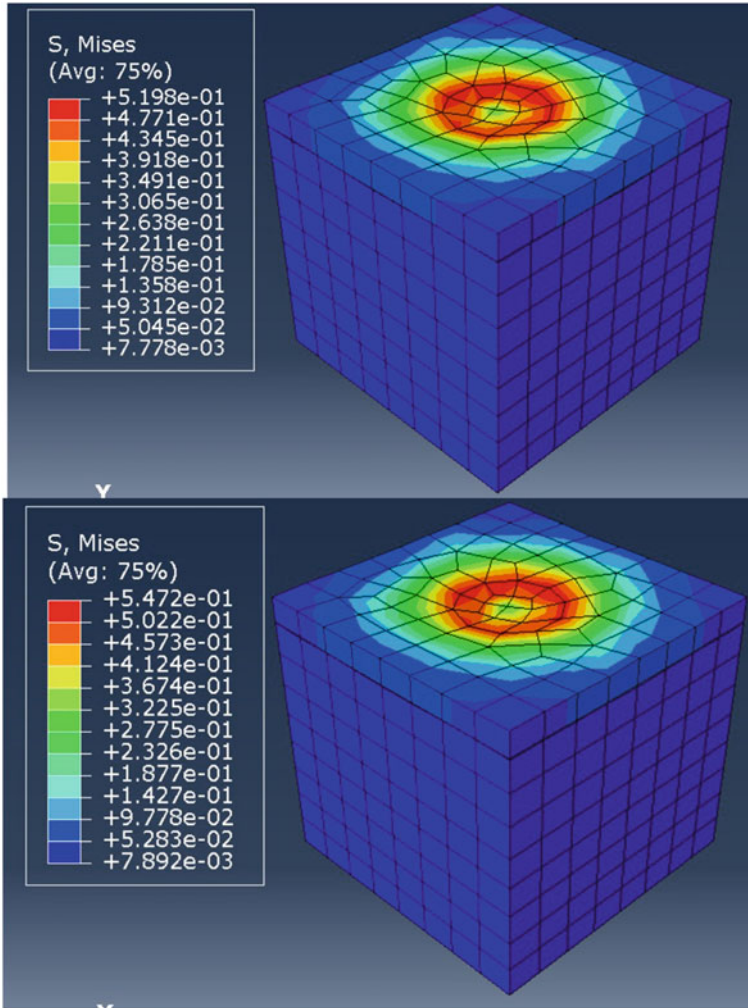 S, Mises
(Avg: 75%)
+5.198e-01
+4.771e-01
+4.345e-01
+3.918e-01
+3.491e-01
+3.065e-01
+2.638e-01
+2.211e-01
+1.785e-01
+1.358e-01
+9.312e-02
+5.045e-02
+7.778e-03
Y
S, Mises
(Avg: 75%)
+5.472e-01
+5.022e-01
+4.573e-01
+4.124e-01
+3.674e-01
+3.225e-01
+2.775e-01
+2.326e-01
+1.877e-01
+1.427e-01
+9.778e-02
+5.283e-02
+7.892e-03